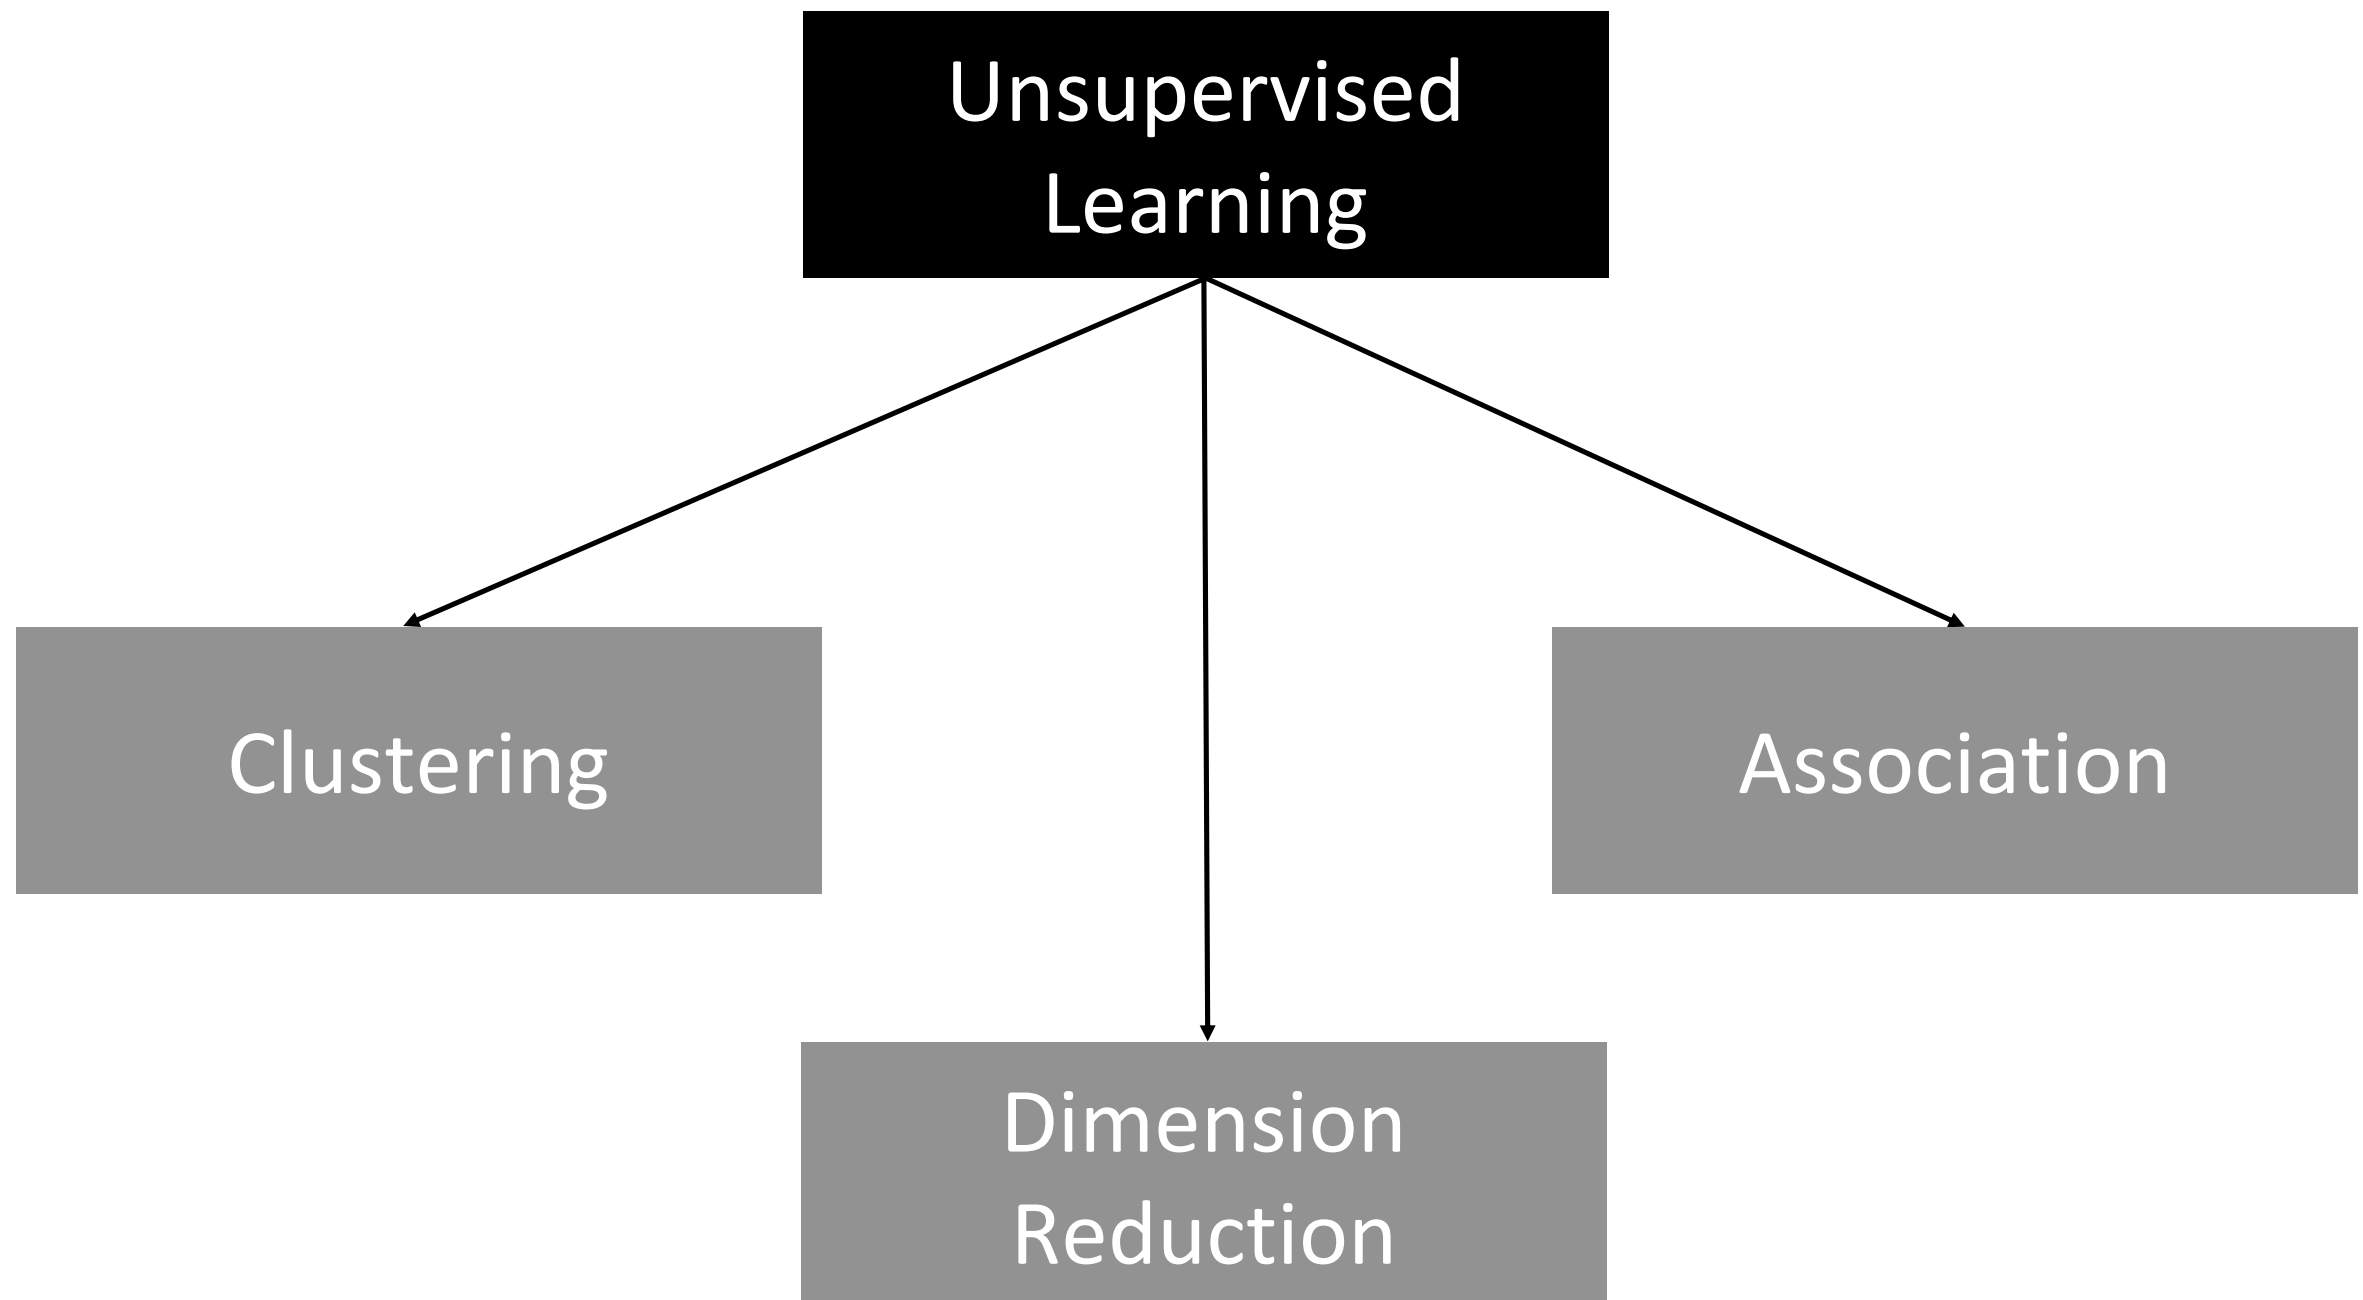 Unsupervised
Learning
Clustering
Association
Dimension
Reduction